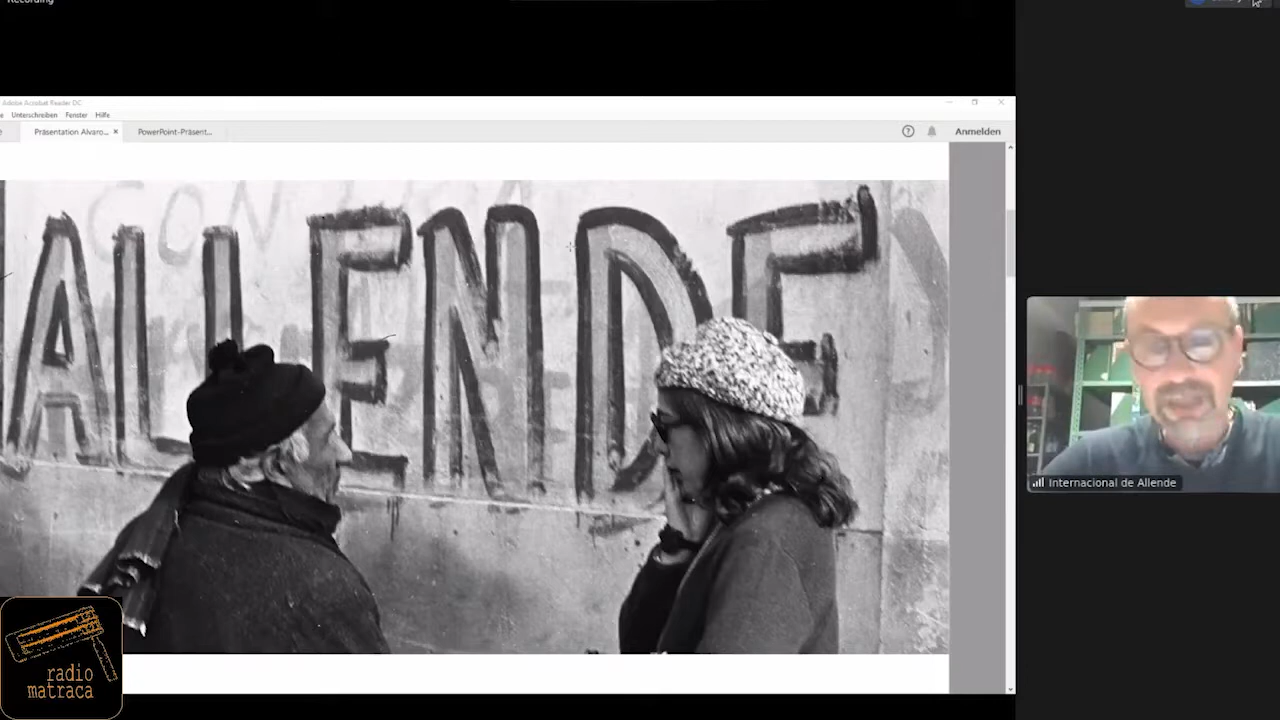 Recording
Adobe Acrobat Reader DC
Unterschreiben Fenster Hilfe
Präsentation Alvaro... × PowerPoint-Präsent...
Anmelden
CON
ALLENDE
Internacional de Allende
radio
matraca